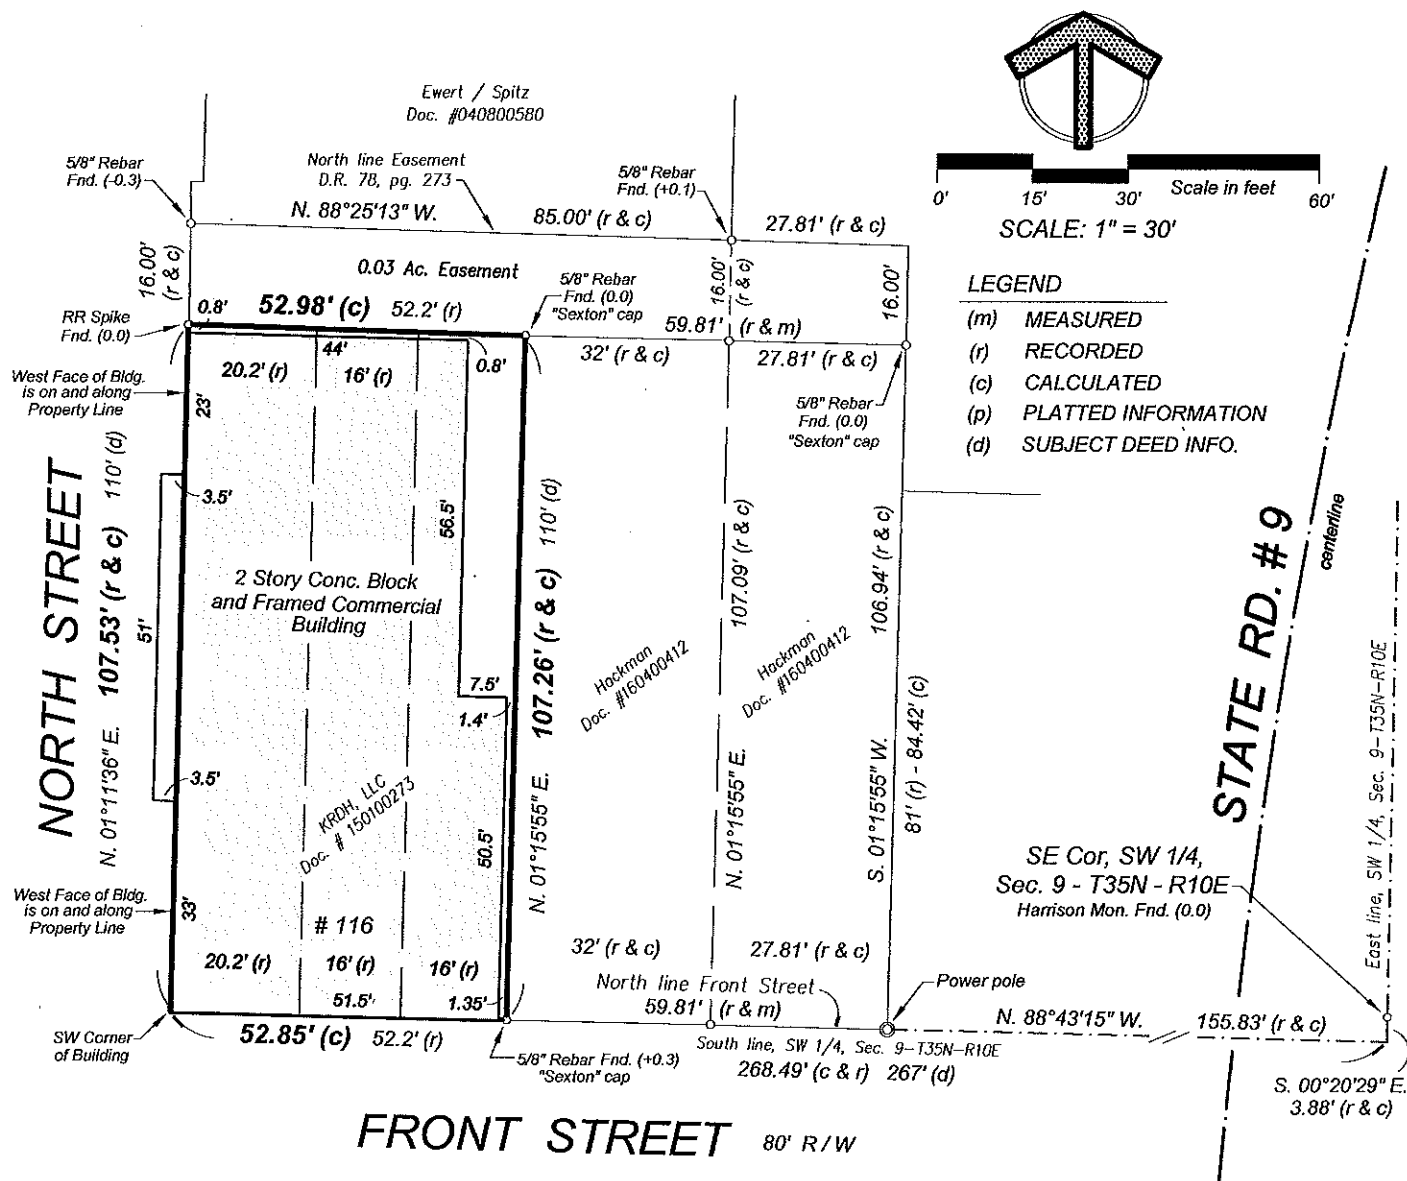 Ewert / Spitz
Doc. #040800580
5/8" Rebar
Fnd. (-0.3)
North line Easement
D.R. 78, pg. 273
5/8" Rebar
Fnd. (+0.1)
0' 15' 30' 60'
Scale in feet
SCALE: 1" = 30'
N. 88°25'13" W. 85.00' (r & c) 27.81' (r & c)
16.00'
(r & c)
0.03 Ac. Easement
16.00'
(r & c)
16.00'
LEGEND
(m) MEASURED
(r) RECORDED
(c) CALCULATED
(p) PLATTED INFORMATION
(d) SUBJECT DEED INFO.
RR Spike
Fnd. (0.0)
0.8' 52.98' (c) 52.2' (r)
5/8" Rebar
Fnd. (0.0)
"Sexton" cap
59.81' (r & m)
32' (r & c) 27.81' (r & c)
44'
20.2' (r) 16' (r) 0.8'
West Face of Bldg.
is on and along
Property Line
23'
5/8" Rebar
Fnd. (0.0)
"Sexton" cap
NORTH STREET
N. 01°11'36" E. 107.53' (r & c) 110' (d)
3.5'
51'
3.5'
56.5'
2 Story Conc. Block
and Framed Commercial
Building
7.5'
1.4'
N. 01°15'55" E. 107.26' (r & c) 110' (d)
Hackman
Doc. #160400412
N. 01°15'55" E. 107.09' (r & c)
Hackman
Doc. #160400412
S. 01°15'55" W. 106.94' (r & c)
81' (r) - 84.42' (c)
STATE RD. # 9
centerline
East line, SW 1/4, Sec. 9-T35N-R10E
KRDH, LLC
Doc. # 150100273
50.5'
SE Cor, SW 1/4,
Sec. 9 - T35N - R10E
Harrison Mon. Fnd. (0.0)
West Face of Bldg.
is on and along
Property Line
33'
# 116
20.2' (r) 16' (r) 16' (r)
51.5' 1.35'
32' (r & c) 27.81' (r & c)
North line Front Street
59.81' (r & m)
Power pole
N. 88°43'15" W. 155.83' (r & c)
SW Corner
of Building
52.85' (c) 52.2' (r)
5/8" Rebar Fnd. (+0.3)
"Sexton" cap
South line, SW 1/4, Sec. 9-T35N-R10E
268.49' (c & r) 267' (d)
S. 00°20'29" E.
3.88' (r & c)
FRONT STREET 80' R/W